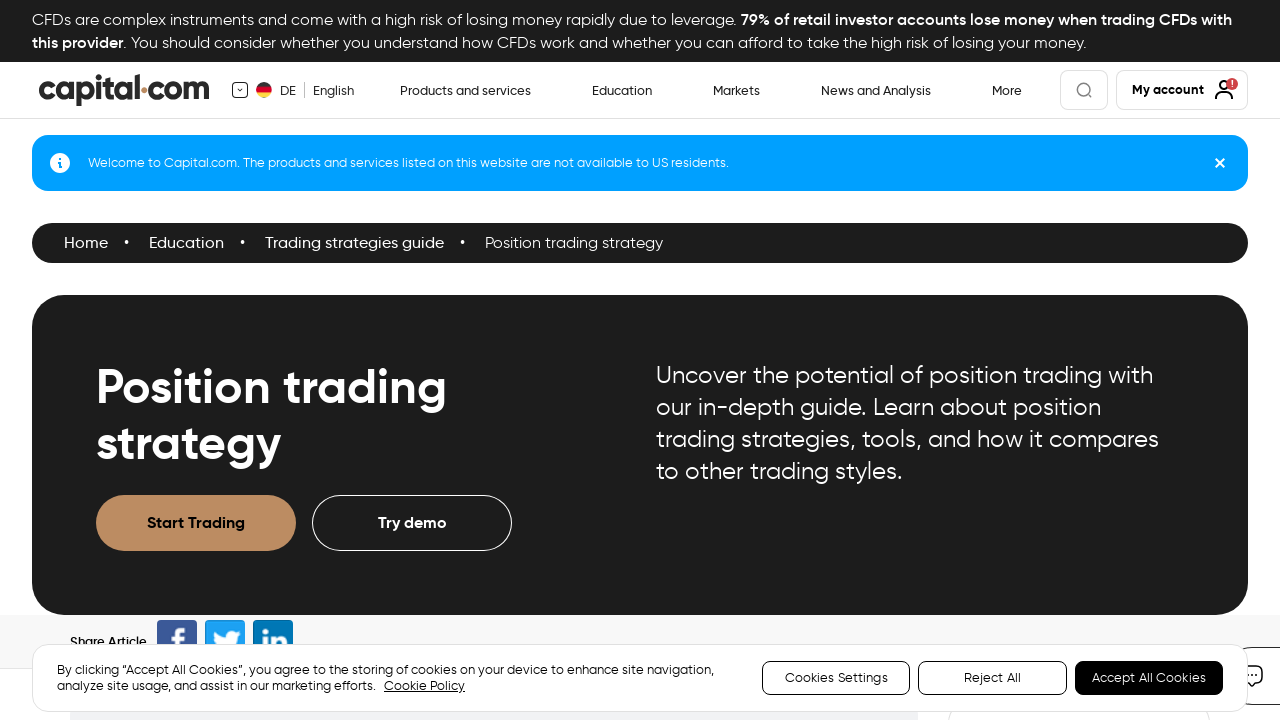 CFDs are complex instruments and come with a high risk of losing money rapidly due to leverage. 79% of retail investor accounts lose money when trading CFDs with
this provider. You should consider whether you understand how CFDs work and whether you can afford to take the high risk of losing your money.
capital.com DE English Products and services Education Markets News and Analysis More My account
Welcome to Capital.com. The products and services listed on this website are not available to US residents.
Home • Education • Trading strategies guide • Position trading strategy
Position trading
strategy
Start Trading Try demo
Uncover the potential of position trading with
our in-depth guide. Learn about position
trading strategies, tools, and how it compares
to other trading styles.
Share Article
By clicking “Accept All Cookies”, you agree to the storing of cookies on your device to enhance site navigation,
analyze site usage, and assist in our marketing efforts. Cookie Policy
Cookies Settings Reject All Accept All Cookies